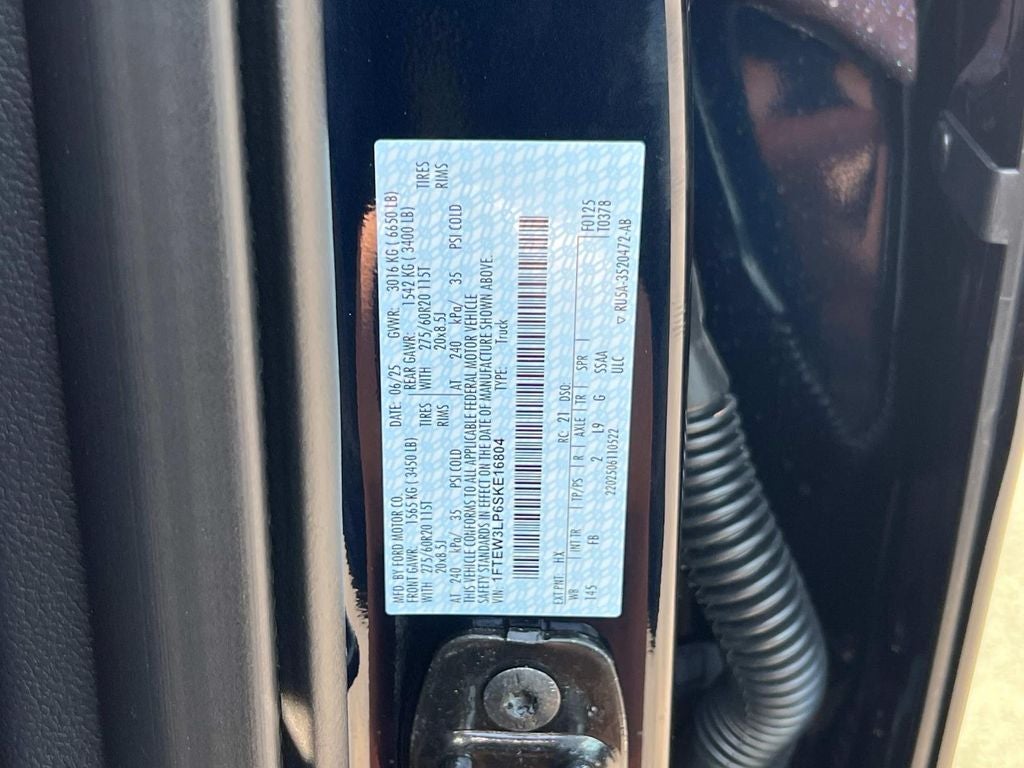 MFD. BY FORD MOTOR CO.
DATE: 06/25 GVWR: 3016 KG ( 6650 LB)
FRONT GAWR: 1565 KG (3450 LB) REAR GAWR: 1542 KG ( 3400 LB)
WITH 275/60R20 115T TIRES WITH 275/60R20 115T TIRES
20x8.5J RIMS 20x8.5J RIMS
AT 240 kPa/ 35 PSI COLD AT 240 kPa/ 35 PSI COLD
THIS VEHICLE CONFORMS TO ALL APPLICABLE FEDERAL MOTOR VEHICLE
SAFETY STANDARDS IN EFFECT ON THE DATE OF MANUFACTURE SHOWN ABOVE.
VIN: 1FTEW3LP6SKE16804 TYPE: Truck
EXT PNT: HX RC: 21 DSO: F0125
WB INT TR TP/PS R AXLE TR SPR T0378
145 FB 2 L9 G SSAA
2202506110522 ULC ▽ RU5A-3520472-AB